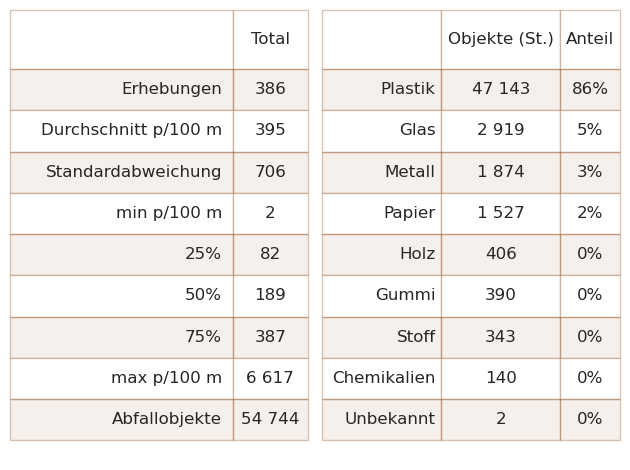 Total
Erhebungen 386
Durchschnitt p/100 m 395
Standardabweichung 706
min p/100 m 2
25% 82
50% 189
75% 387
max p/100 m 6 617
Abfallobjekte 54 744
Objekte (St.) Anteil
Plastik 47 143 86%
Glas 2 919 5%
Metall 1 874 3%
Papier 1 527 2%
Holz 406 0%
Gummi 390 0%
Stoff 343 0%
Chemikalien 140 0%
Unbekannt 2 0%